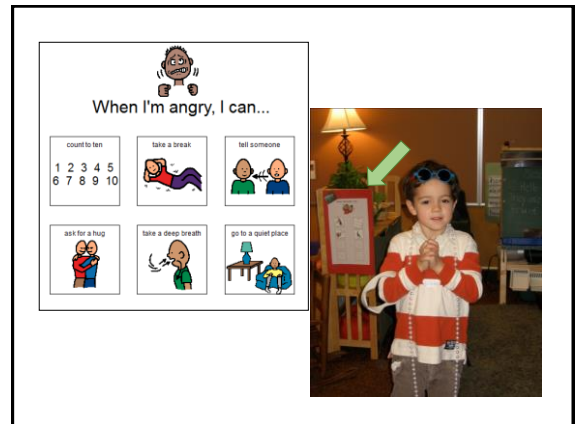 When I'm angry, I can...
count to ten
1 2 3 4 5
6 7 8 9 10
take a break
tell someone
ask for a hug
take a deep breath
go to a quiet place